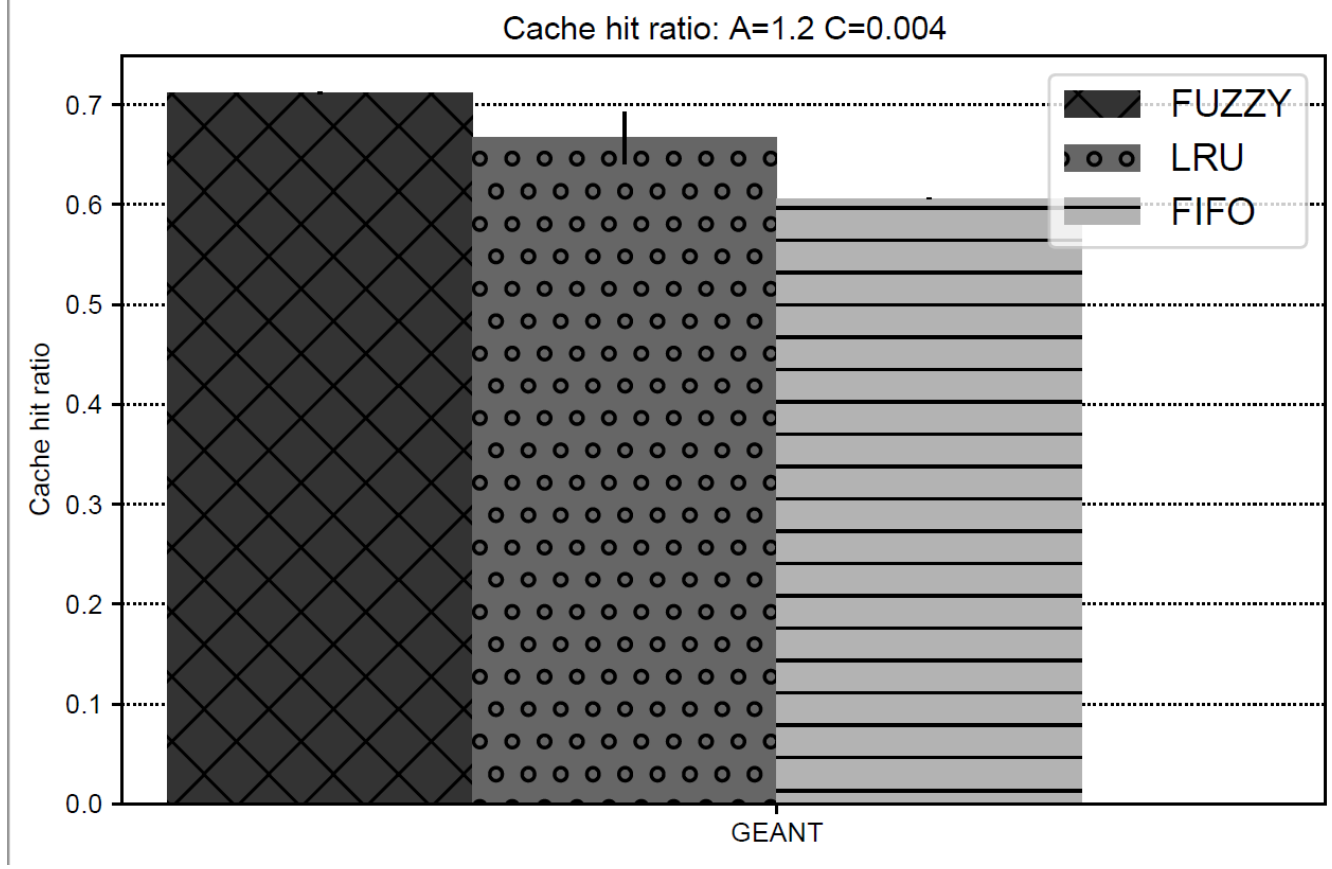 Cache hit ratio: A=1.2 C=0.004
Cache hit ratio
0.7
0.6
0.5
0.4
0.3
0.2
0.1
0.0
FUZZY
LRU
FIFO
GEANT